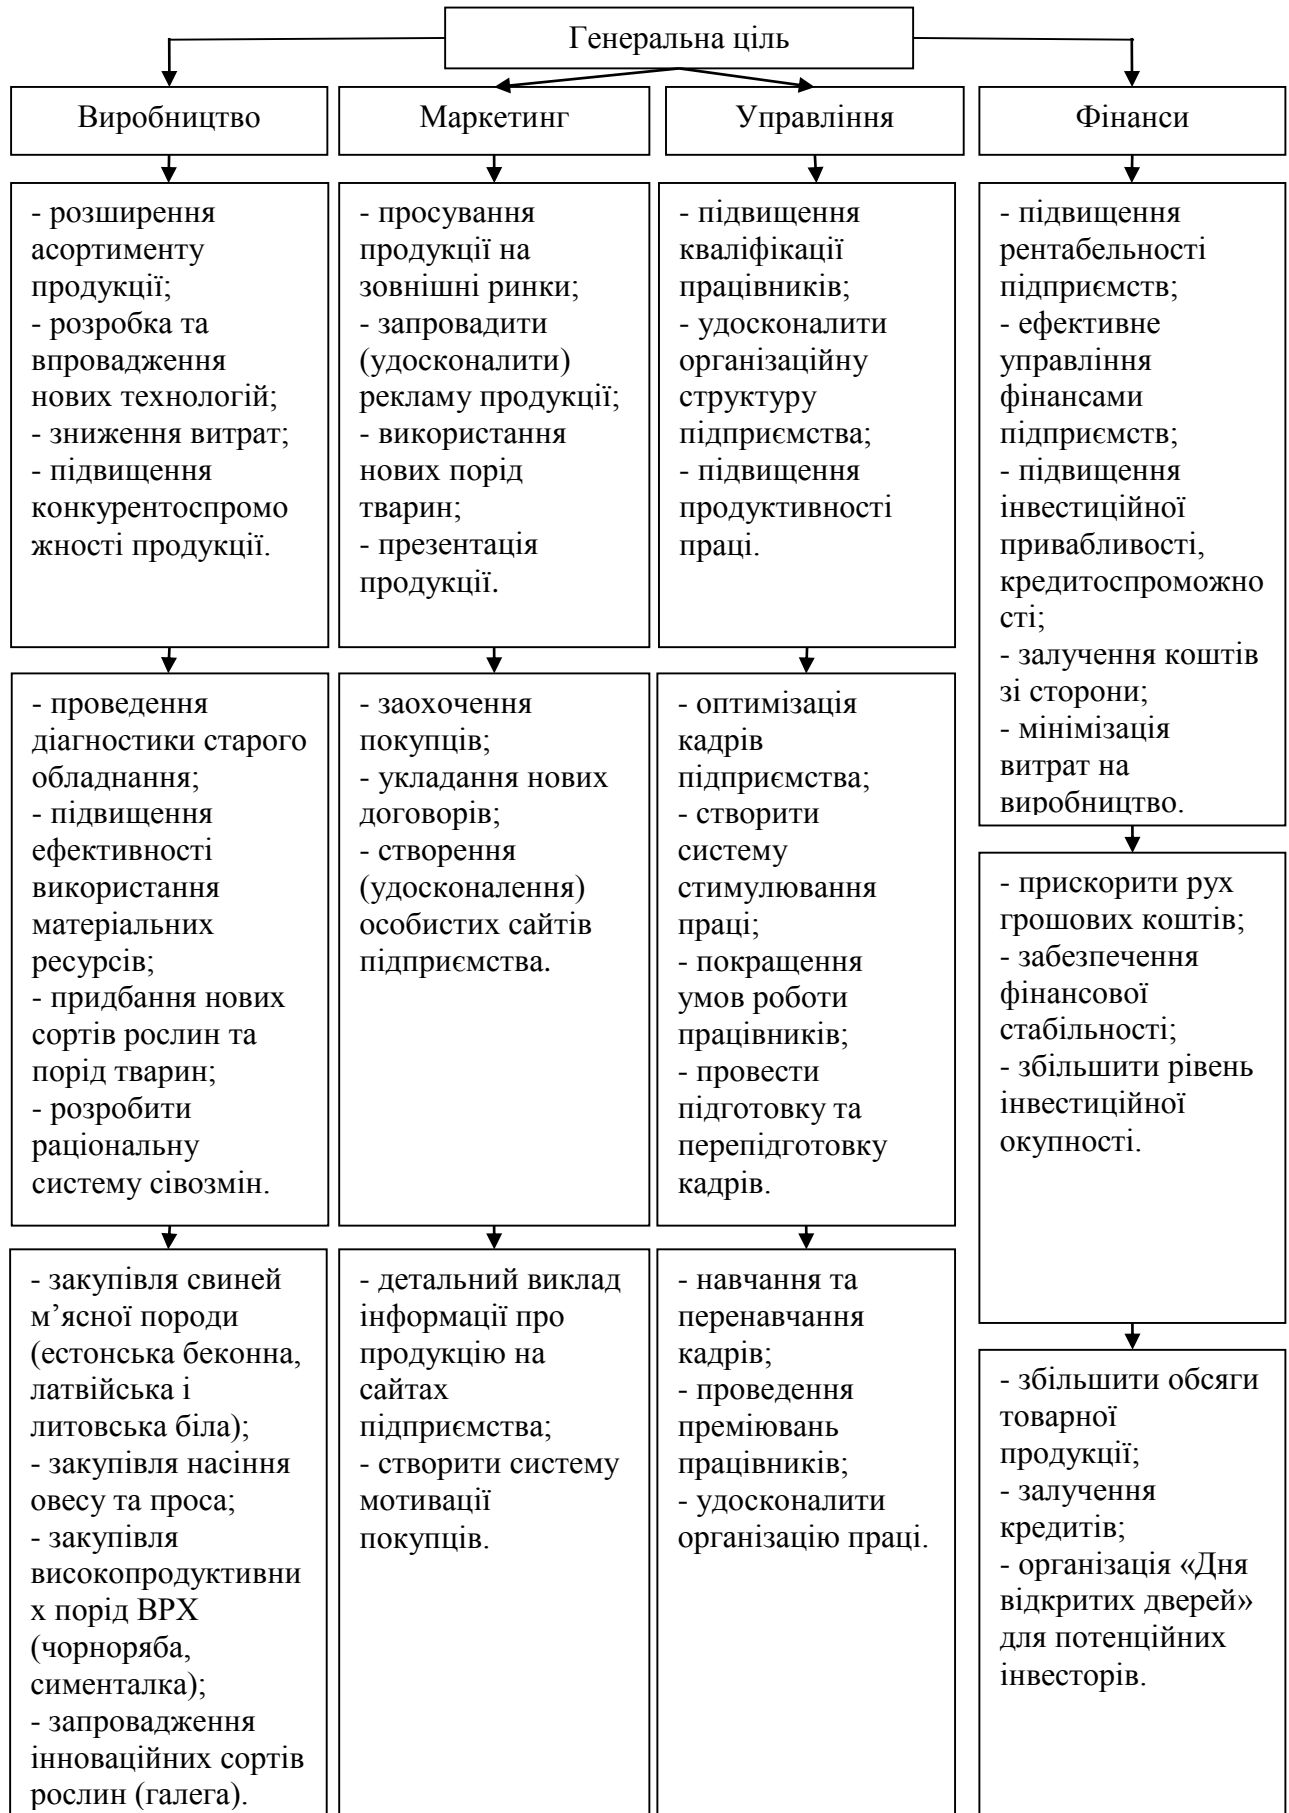 Генеральна ціль
Виробництво
Маркетинг
Управління
Фінанси
- розширення
асортименту
продукції;
- розробка та
впровадження
нових технологій;
- зниження витрат;
- підвищення
конкурентоспромо
жності продукції.
- просування
продукції на
зовнішні ринки;
- запровадити
(удосконалити)
рекламу продукції;
- використання
нових порід
тварин;
- презентація
продукції.
- підвищення
кваліфікації
працівників;
- удосконалити
організаційну
структуру
підприємства;
- підвищення
продуктивності
праці.
- підвищення
рентабельності
підприємств;
- ефективне
управління
фінансами
підприємств;
- підвищення
інвестиційної
привабливості,
кредитоспроможно
сті;
- залучення коштів
зі сторони;
- мінімізація
витрат на
виробництво.
- проведення
діагностики старого
обладнання;
- підвищення
ефективності
використання
матеріальних
ресурсів;
- придбання нових
сортів рослин та
порід тварин;
- розробити
раціональну
систему сівозмін.
- заохочення
покупців;
- укладання нових
договорів;
- створення
(удосконалення)
особистих сайтів
підприємства.
- оптимізація
кадрів
підприємства;
- створити
систему
стимулювання
праці;
- покращення
умов роботи
працівників;
- провести
підготовку та
перепідготовку
кадрів.
- прискорити рух
грошових коштів;
- забезпечення
фінансової
стабільності;
- збільшити рівень
інвестиційної
окупності.
- закупівля свиней
м’ясної породи
(естонська беконна,
латвійська і
литовська біла);
- закупівля насіння
овесу та проса;
- закупівля
високопродуктивни
х порід ВРХ
(чорноряба,
сименталка);
- запровадження
інноваційних сортів
рослин (галега).
- детальний виклад
інформації про
продукцію на
сайтах
підприємства;
- створити систему
мотивації
покупців.
- навчання та
перенавчання
кадрів;
- проведення
преміювань
працівників;
- удосконалити
організацію праці.
- збільшити обсяги
товарної
продукції;
- залучення
кредитів;
- організація «Дня
відкритих дверей»
для потенційних
інвесторів.